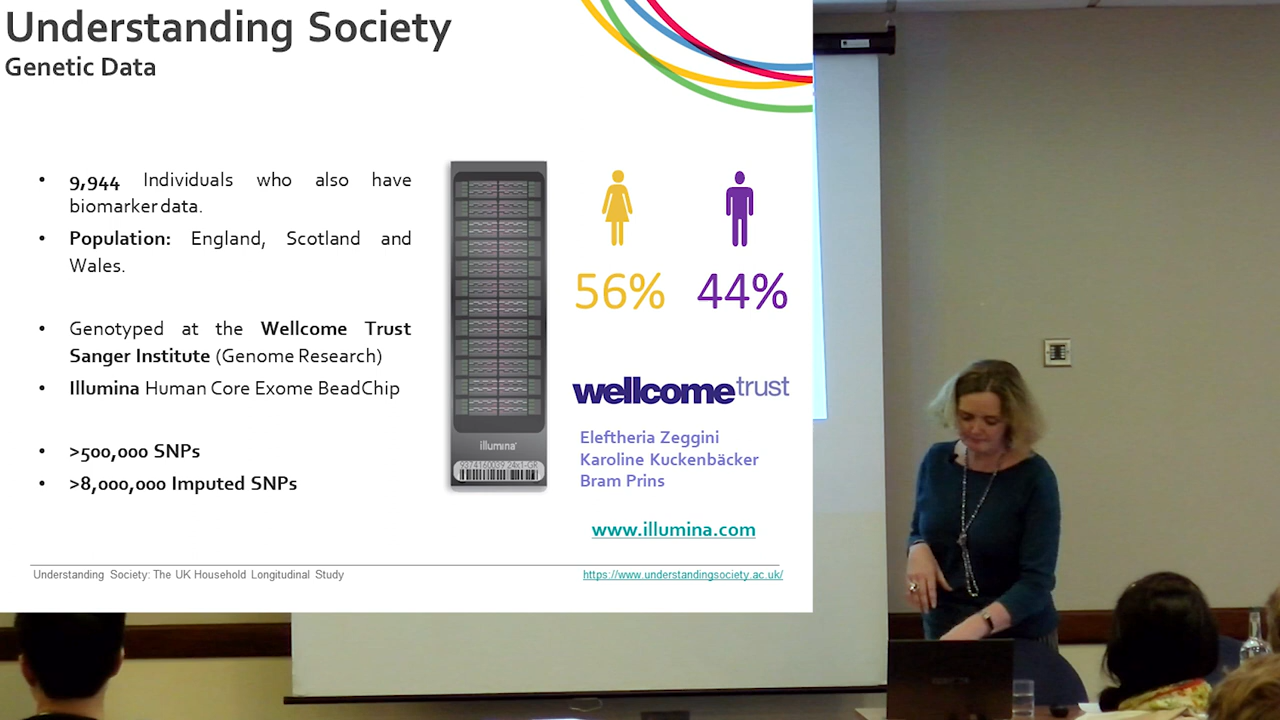 Understanding Society
Genetic Data
• 9,944 Individuals who also have
biomarker data.
• Population: England, Scotland and
Wales.
• Genotyped at the Wellcome Trust
Sanger Institute (Genome Research)
• Illumina Human Core Exome BeadChip
• >500,000 SNPs
• >8,000,000 Imputed SNPs
illumina
56% 44%
wellcometrust
Eleftheria Zeggini
Karoline Kuckenbäcker
Bram Prins
www.illumina.com
Understanding Society: The UK Household Longitudinal Study
https://www.understandingsociety.ac.uk/